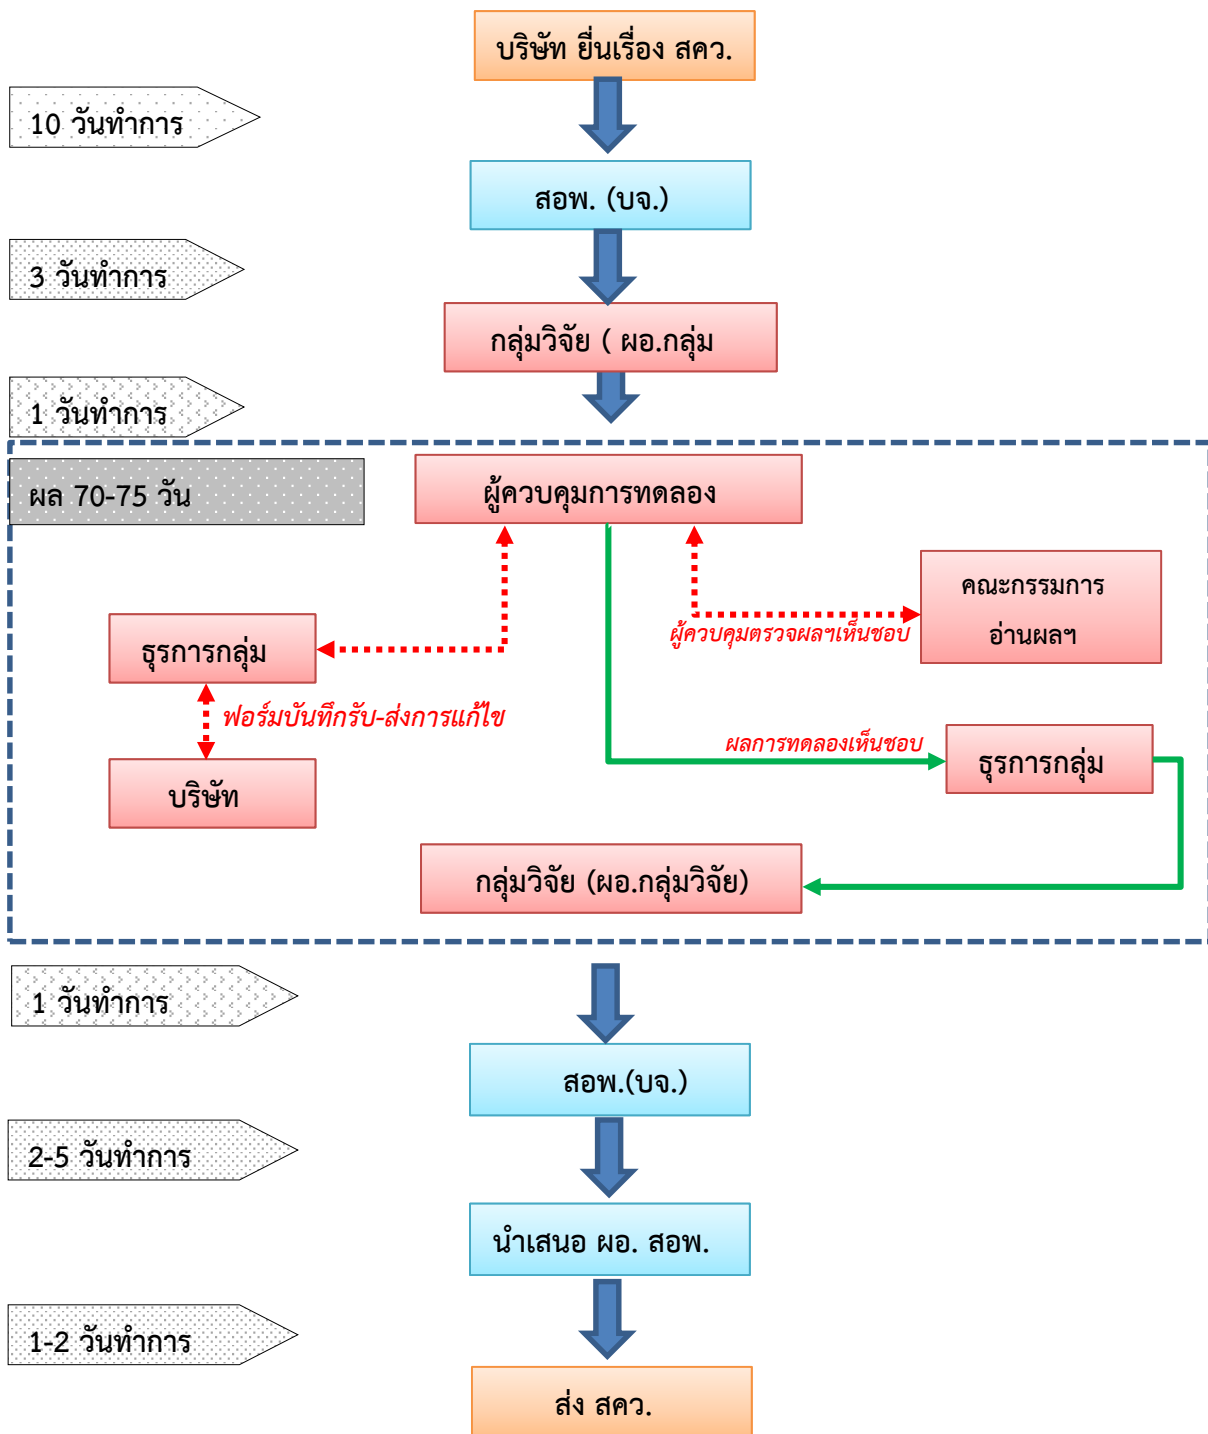 บริษัท ยื่นเรื่อง สคว.
10 วันทำการ
สอพ. (บจ.)
3 วันทำการ
กลุ่มวิจัย ( ผอ.กลุ่ม
1 วันทำการ
ผล 70-75 วัน
ผู้ควบคุมการทดลอง
คณะกรรมการ
อ่านผลฯ
ผู้ควบคุมตรวจผลฯเห็นชอบ
ธุรการกลุ่ม
ฟอร์มบันทึกรับ-ส่งการแก้ไข
บริษัท
ผลการทดลองเห็นชอบ
ธุรการกลุ่ม
กลุ่มวิจัย (ผอ.กลุ่มวิจัย)
1 วันทำการ
สอพ.(บจ.)
2-5 วันทำการ
นำเสนอ ผอ. สอพ.
1-2 วันทำการ
ส่ง สคว.